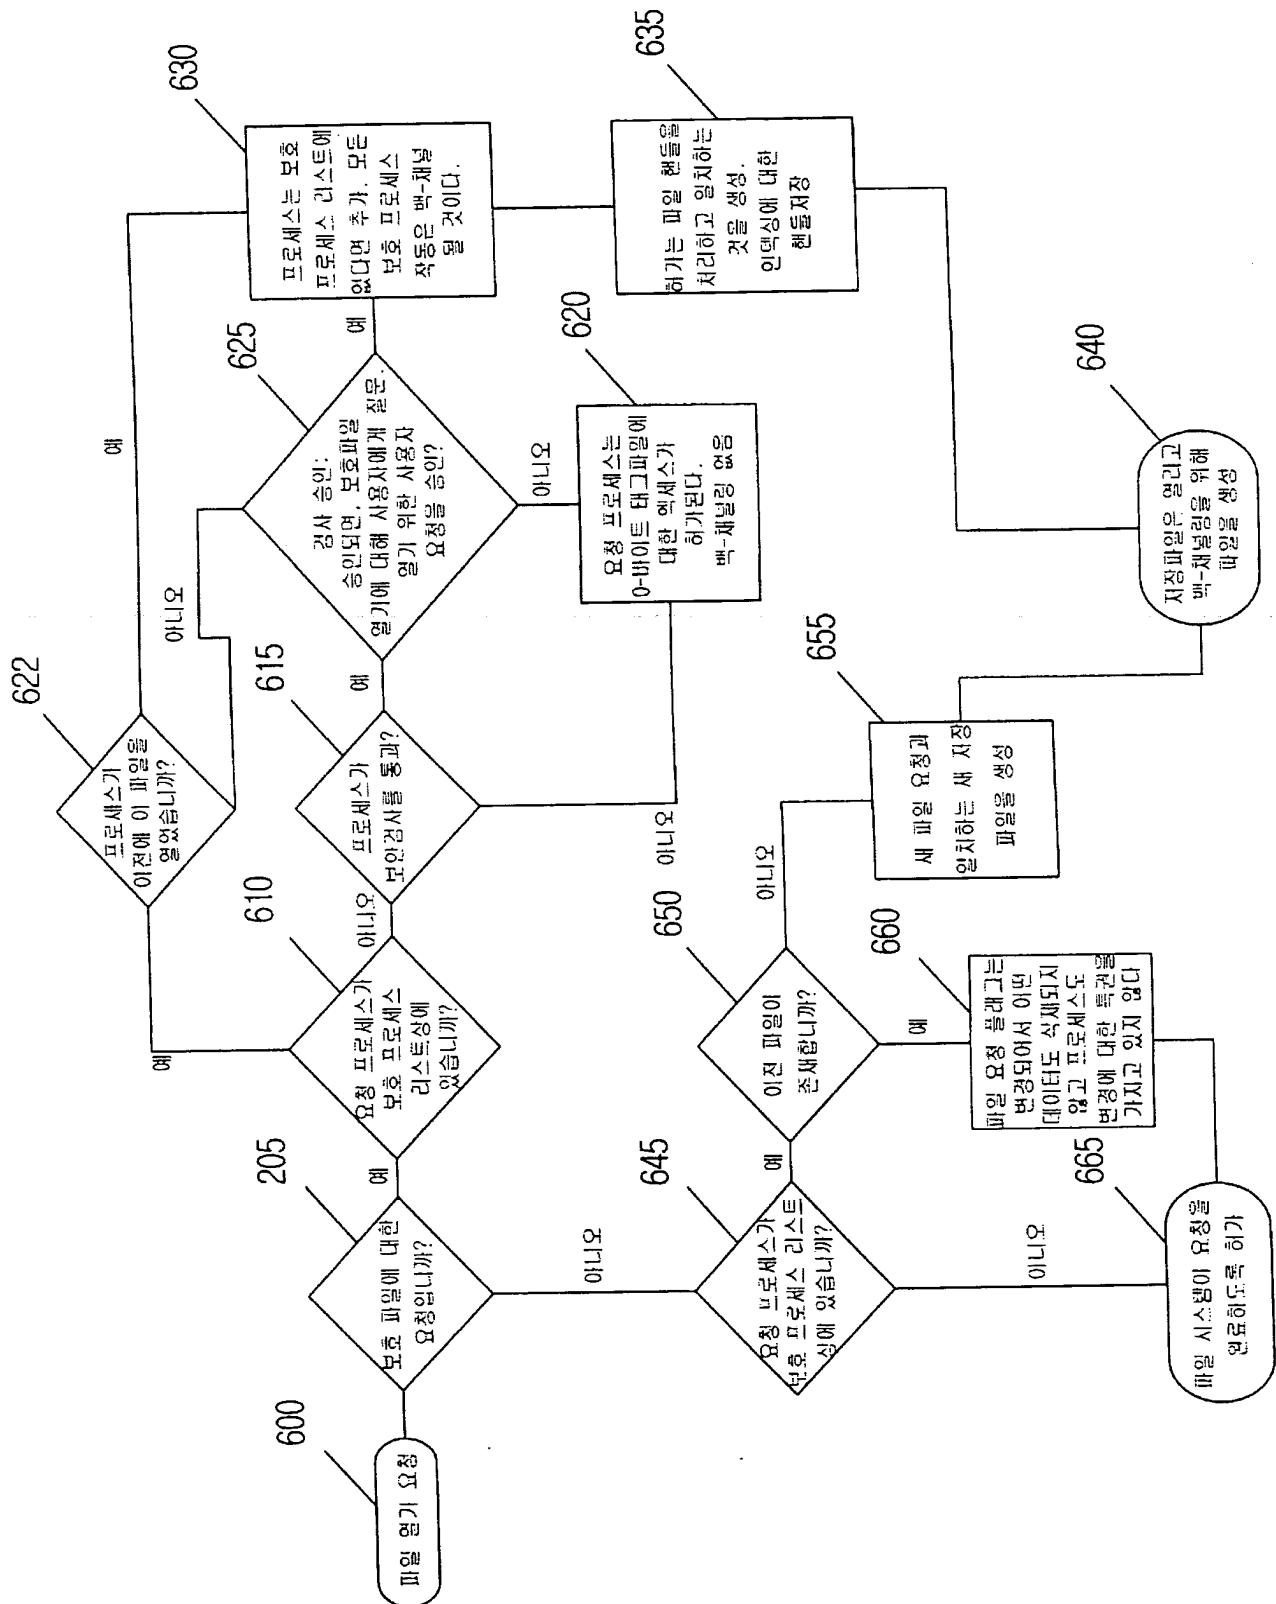 600
파일 열기 요청
205
보호 파일에 대한
요청입니까?
예
아니오
610
요청 프로세스가
보호 프로세스
리스트상에
있습니까?
예
아니오
622
프로세스가
이전에 이 파일을
열었습니까?
예
아니오
615
프로세스가
보안검사를 통과?
예
아니오
625
검사 승인:
승인되면, 보호파일
열기에 대해 사용자에게 질문.
열기 위한 사용자
요청을 승인?
예
아니오
620
요청 프로세스는
0-바이트 태그파일에
대한 엑세스가
허가된다.
백-채널링 없음
630
프로세스는 보호
프로세스 리스트에
없다면 추가. 모든
보호 프로세스
작동은 백-채널
될 것이다.
635
허가는 파일 핸들을
처리하고 일치하는
것을 생성.
인덱싱에 대한
핸들저장
640
저장파일은 열리고
백-채널링을 위해
파일을 생성
645
요청 프로세스가
보호 프로세스 리스트
상에 있습니까?
예
아니오
650
이전 파일이
존재합니까?
예
아니오
655
새 파일 요청과
일치하는 새 저장
파일을 생성
660
파일 요청 플래그는
변경되어서 어떤
데이터도 삭제되지
않고 프로세스도
변경에 대한 특권을
가지고 있지 않다
665
파일 시스템이 요청을
완료하도록 허가